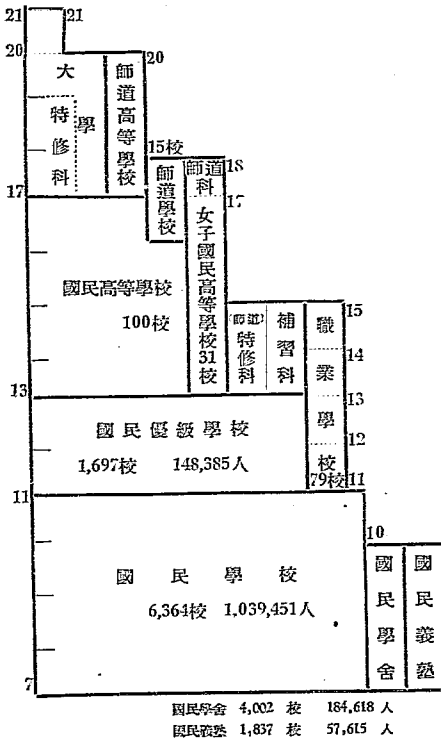 21
21
20
20
大學
特修科
師道高等學校
15校
師道學校
師道科
18
17
17
女子國民高等學校31校
國民高等學校
100校
(師道)特修科
補習科
職業學校
79校
15
14
13
12
11
13
國民優級學校
1,697校 148,385人
11
10
國民學校
6,364校 1,039,451人
國民學舍
國民義塾
7
國民學舍 4,002 校 184,618 人
國民義塾 1,837 校 57,615 人